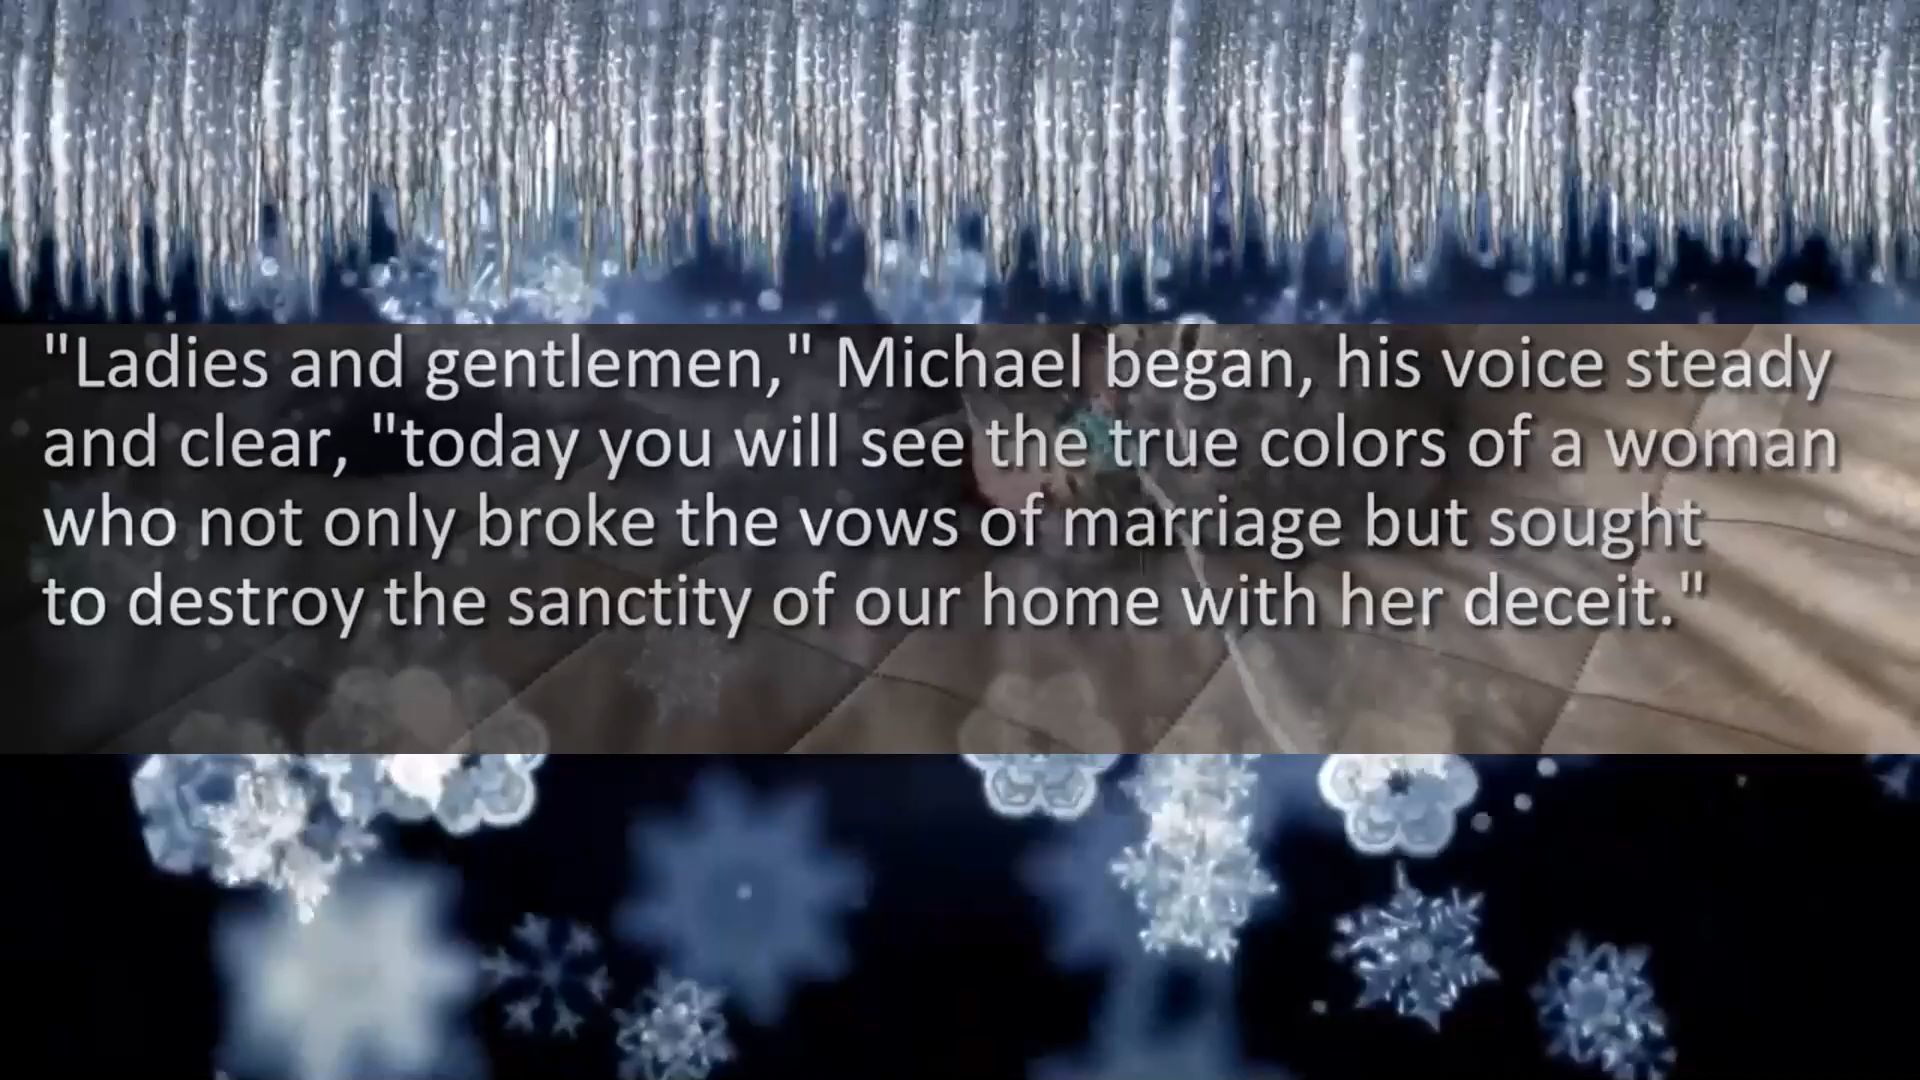 "Ladies and gentlemen," Michael began, his voice steady
and clear, "today you will see the true colors of a woman
who not only broke the vows of marriage but sought
to destroy the sanctity of our home with her deceit."